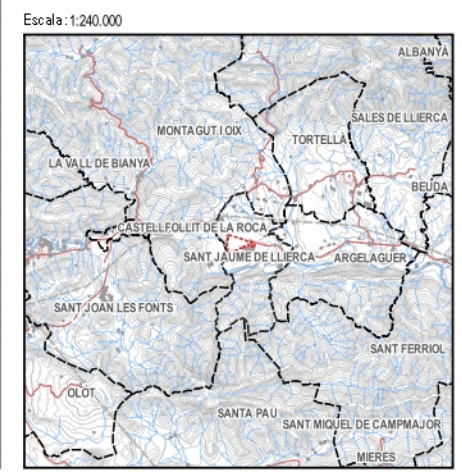 Escala: 1:240.000
ALBANYÀ
SALES DE LLIERCA
MONTAGUT I OIX
TORTELLÀ
LA VALL DE BIANYA
BEUDA
CASTELLFOLLIT DE LA ROCA
SANT JAUME DE LLIERCA
ARGELAGUER
SANT JOAN LES FONTS
SANT FERRIOL
OLOT
SANTA PAU
SANT MIQUEL DE CAMPMAJOR
MIERES